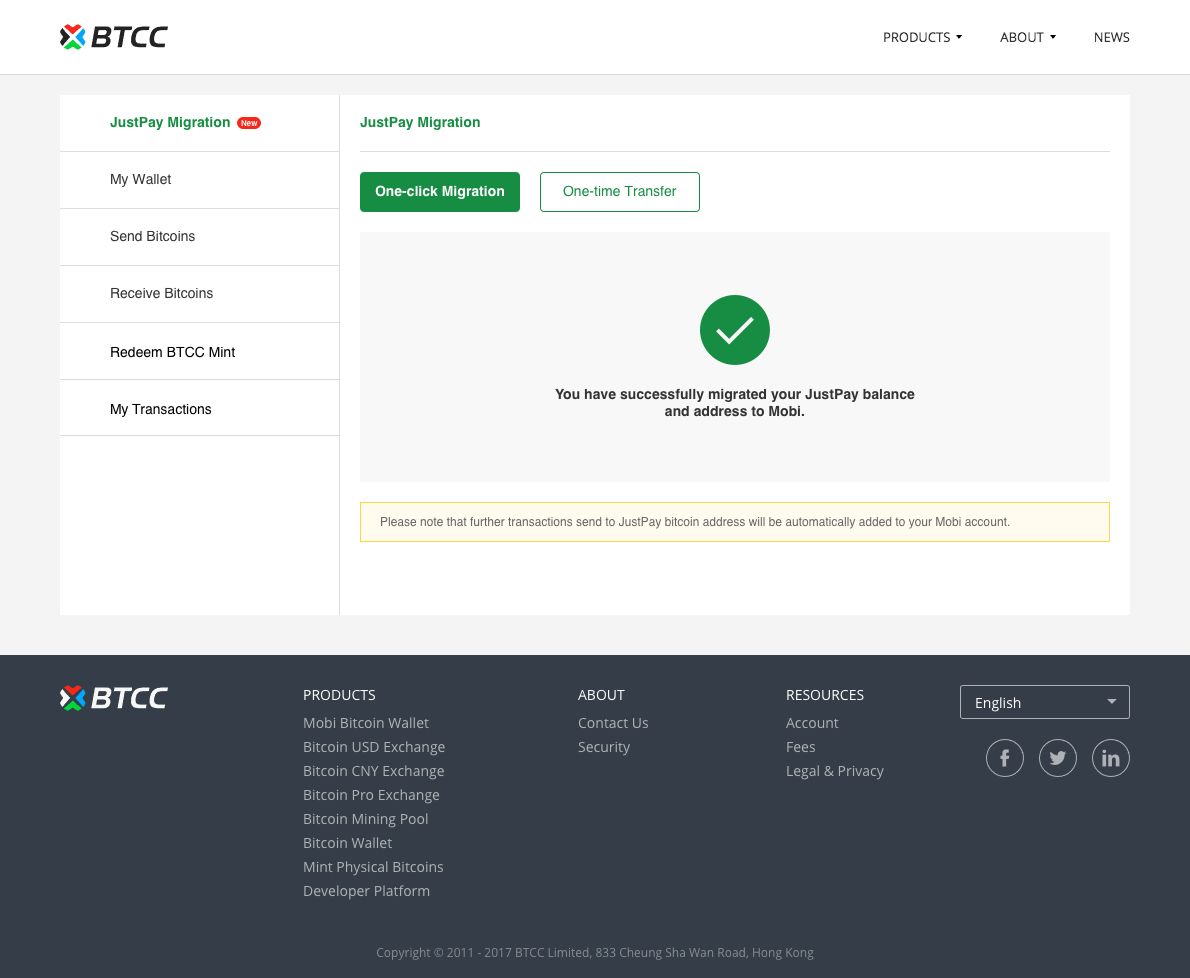 BTCC
PRODUCTS
ABOUT
NEWS
JustPay Migration New
My Wallet
Send Bitcoins
Receive Bitcoins
Redeem BTCC Mint
My Transactions
JustPay Migration
One-click Migration
One-time Transfer
You have successfully migrated your JustPay balance
and address to Mobi.
Please note that further transactions send to JustPay bitcoin address will be automatically added to your Mobi account.
BTCC
PRODUCTS
Mobi Bitcoin Wallet
Bitcoin USD Exchange
Bitcoin CNY Exchange
Bitcoin Pro Exchange
Bitcoin Mining Pool
Bitcoin Wallet
Mint Physical Bitcoins
Developer Platform
ABOUT
Contact Us
Security
RESOURCES
Account
Fees
Legal & Privacy
English
Copyright © 2011 - 2017 BTCC Limited, 833 Cheung Sha Wan Road, Hong Kong